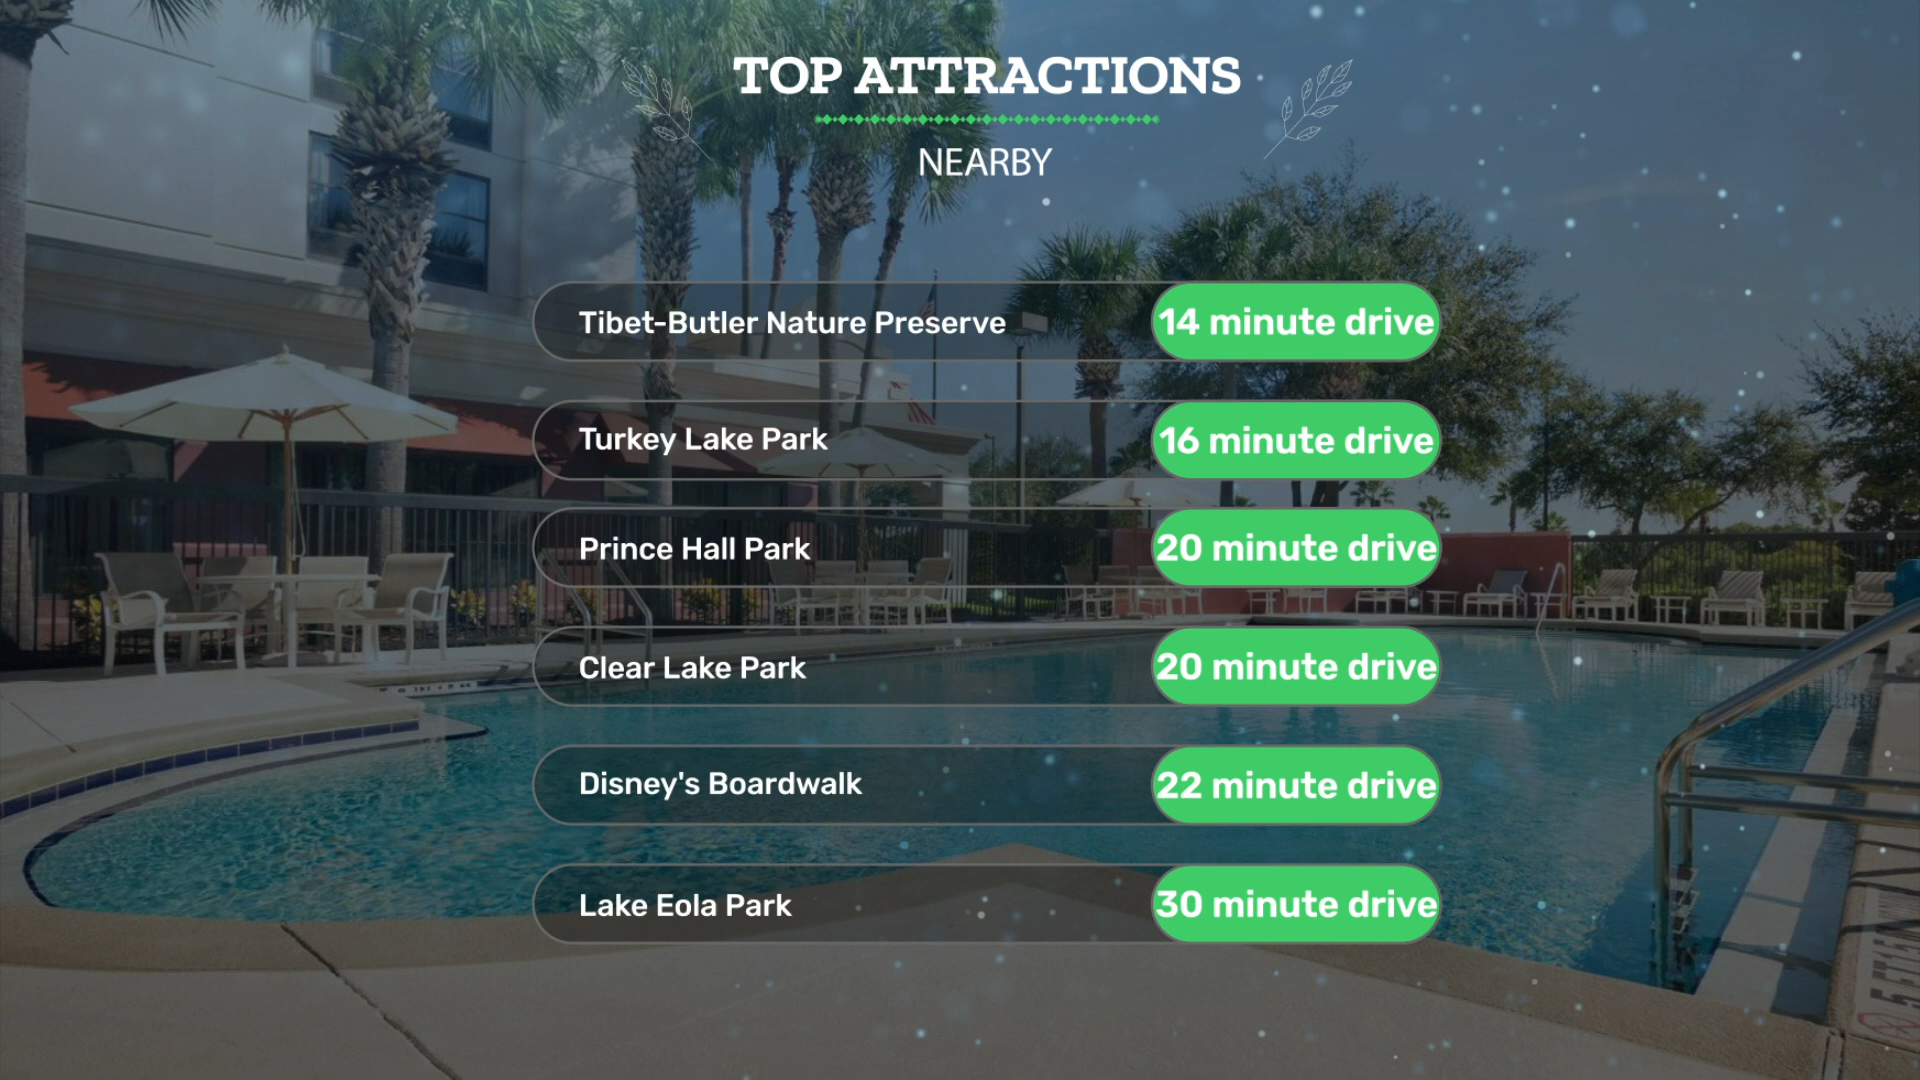 TOP ATTRACTIONS
NEARBY
Tibet-Butler Nature Preserve 14 minute drive
Turkey Lake Park 16 minute drive
Prince Hall Park 20 minute drive
Clear Lake Park 20 minute drive
Disney's Boardwalk 22 minute drive
Lake Eola Park 30 minute drive